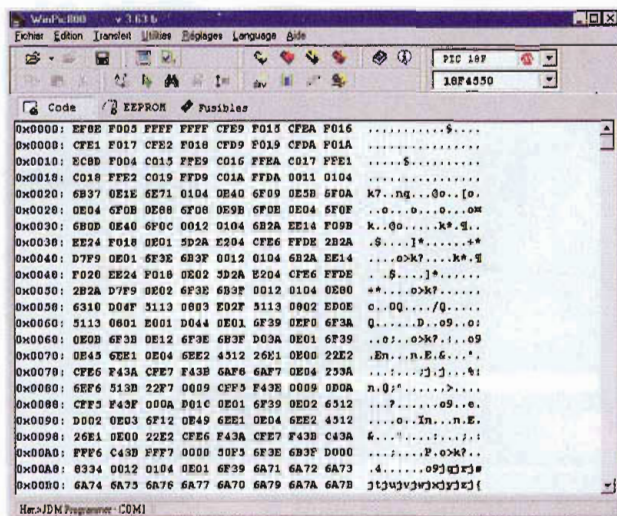 WinPic800 - v 3.63 b
Fichier Édition Transfert Utilités Réglages Language Aide
PIC 18F
18F4550
Code EEPROM Fusibles
0x0000: EF8E F005 FFFF FFFF CFE9 F015 CFEA F016
0x0008: CFE1 F017 CFE2 F018 CFD9 F019 CFDA F01A
0x0010: EC8D F004 C015 FFE9 C016 FFEA C017 FFE1
0x0018: C018 FFE2 C019 FFD9 C01A FFDA 0011 0104
0x0020: 6B37 0E1E 6E71 0104 0E40 6F09 0E5B 6F0A
0x0028: 0E04 6F0B 0E88 6F08 0E9B 6F0E 0E04 6F0F
0x0030: 6B0D 0E40 6F0C 0012 0104 6B2A EE14 F09B
0x0038: EE24 F018 0E01 5D2A E204 CFE6 FFDE 2B2A
0x0040: D7F9 0E01 6F3E 6B3F 0012 0104 6B2A EE14
0x0048: F020 EE24 F018 0E02 5D2A E204 CFE6 FFDE
0x0050: 2B2A D7F9 0E02 6F3E 6B3F 0012 0104 0E80
0x0058: 6310 D04F 5113 0803 E02F 5113 0802 ED0E
0x0060: 5113 0801 E001 D044 0E01 6F39 0EF0 6F3A
0x0068: 0E0D 6F3B 0E12 6F3E 6B3F D03A 0E01 6F39
0x0070: 0E45 6EE1 0E04 6EE2 4512 26E1 0E00 22E2
0x0078: CFE6 F43A CFE7 F43B 6AF8 6AF7 0E04 253A
0x0080: 6EF6 513B 22F7 0009 CFF5 F43E 0009 0D0A
0x0088: CFF5 F43F 000A D01C 0E01 6F39 0E02 6312
0x0090: D002 0E03 6F12 0E49 6EE1 0E04 6EE2 4512
0x0098: 26E1 0E00 22E2 CFE6 F43A CFE7 F43B C43A
0x00A0: FFF6 C43B FFF7 0000 50F5 6F3E 6B3F D000
0x00A8: 8334 0012 0104 0E01 6F39 6A71 6A72 6A73
0x00B0: 6A74 6A75 6A76 6A77 6A70 6A79 6A7A 6A7B jtjujvjwjxjyjzj{
Har.->JDM Programmer - COM1